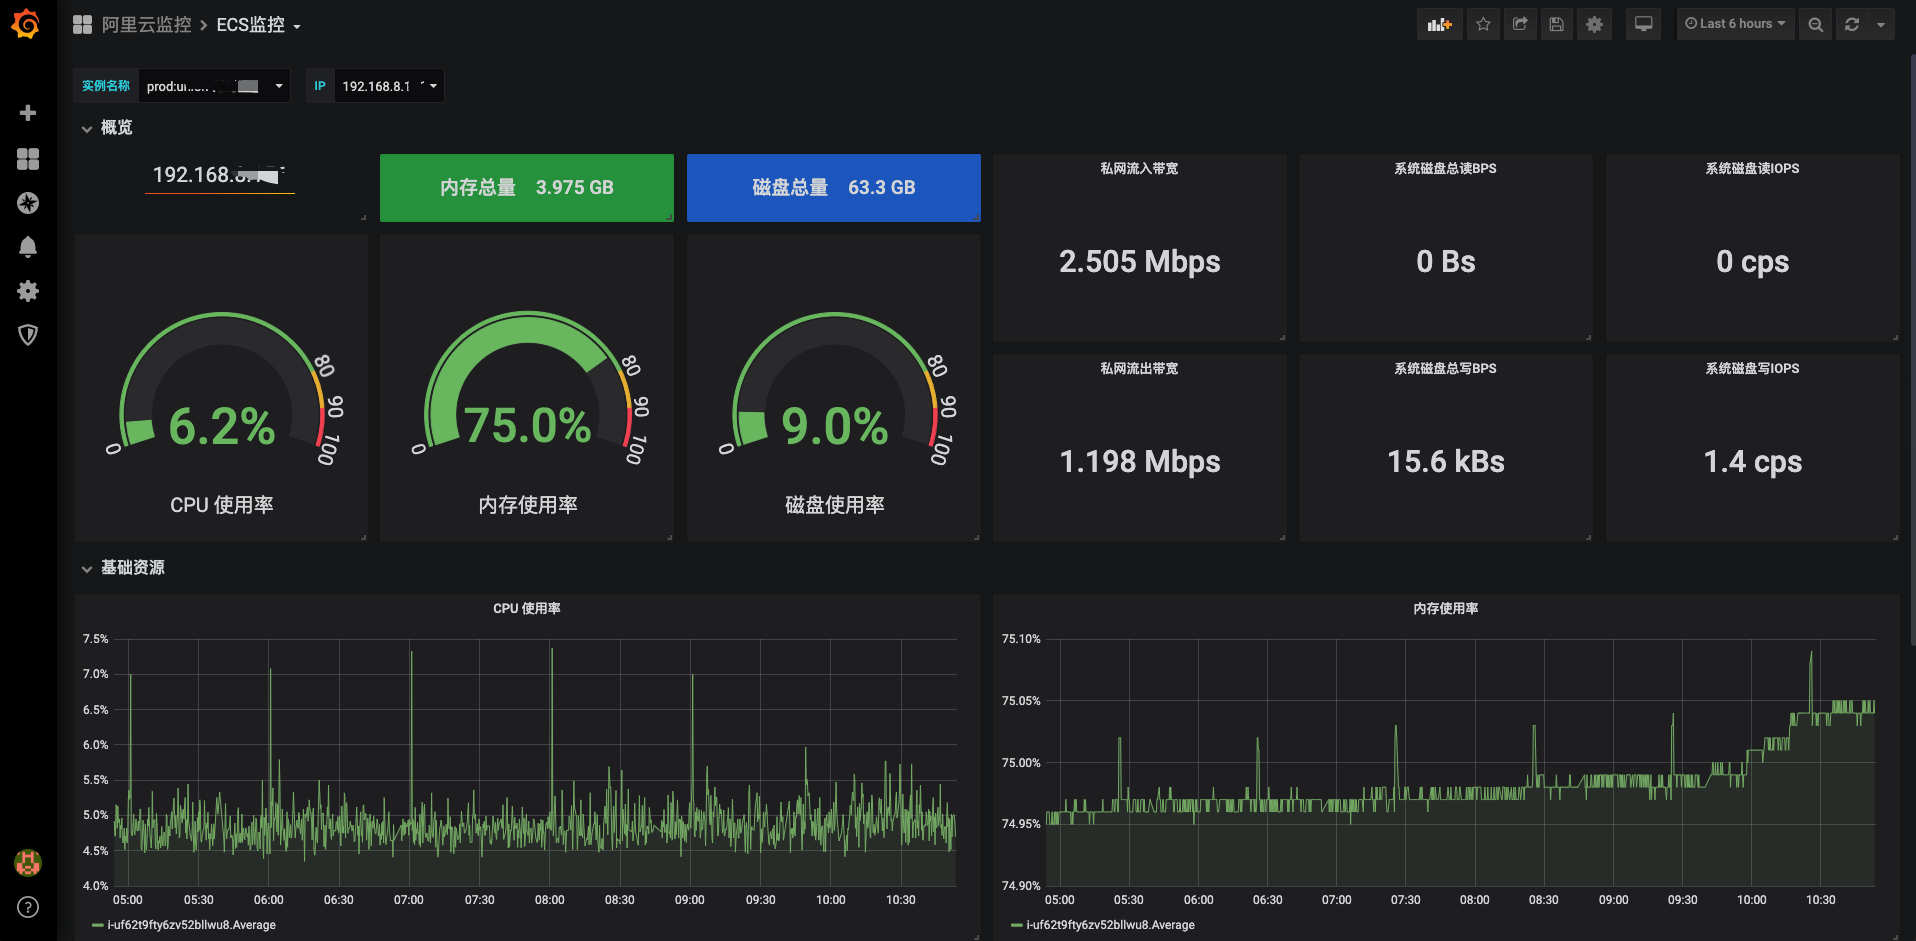 阿里云监控 > ECS监控
Last 6 hours
实例名称
IP 192.168.8.1
概览
192.168.
内存总量 3.975 GB
磁盘总量 63.3 GB
私网流入带宽
2.505 Mbps
系统磁盘总读BPS
0 Bs
系统磁盘读IOPS
0 cps
0 80 90 100
6.2%
CPU 使用率
0 80 90 100
75.0%
内存使用率
0 80 90 100
9.0%
磁盘使用率
私网流出带宽
1.198 Mbps
系统磁盘总写BPS
15.6 kBs
系统磁盘写IOPS
1.4 cps
基础资源
CPU 使用率
7.5%
7.0%
6.5%
6.0%
5.5%
5.0%
4.5%
4.0%
05:00 05:30 06:00 06:30 07:00 07:30 08:00 08:30 09:00 09:30 10:00 10:30
i-uf62t9fty6zv52bllwu8.Average
内存使用率
75.10%
75.05%
75.00%
74.95%
74.90%
05:00 05:30 06:00 06:30 07:00 07:30 08:00 08:30 09:00 09:30 10:00 10:30
i-uf62t9fty6zv52bllwu8.Average